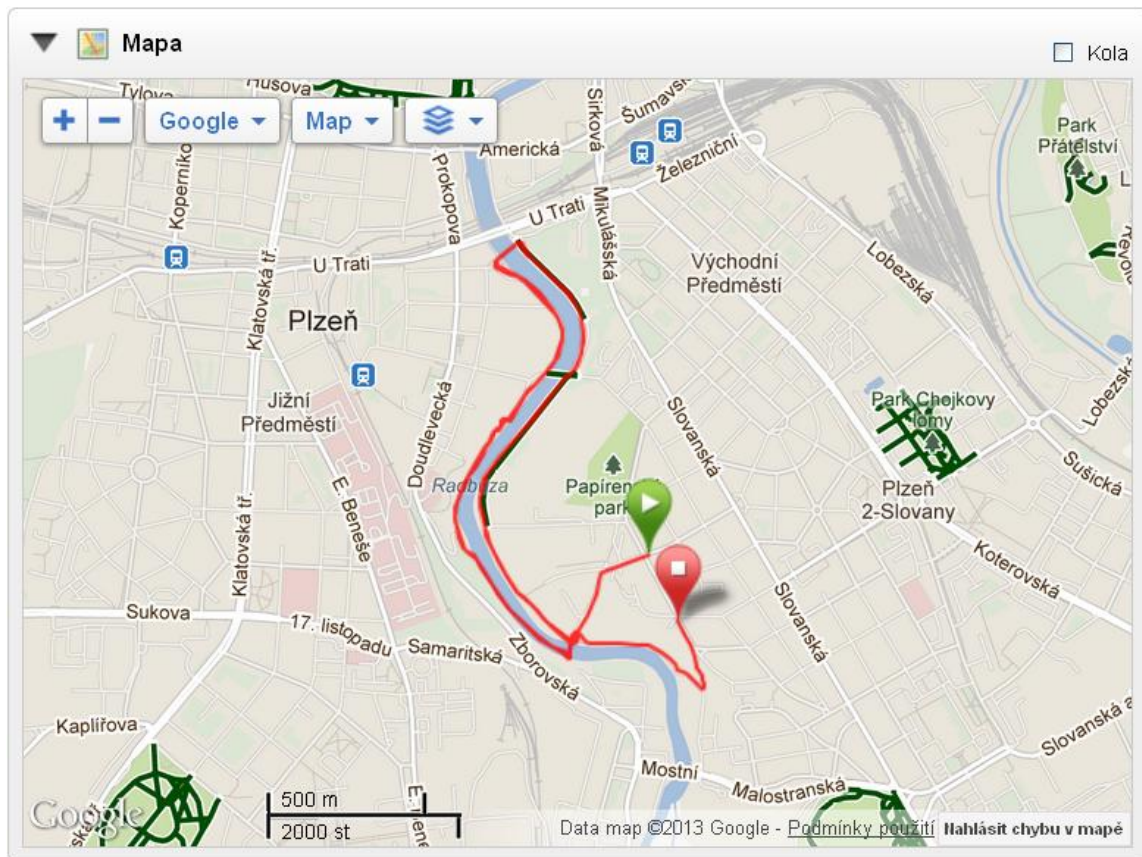 Mapa
Kola
Tylova
Husova
+ −
Google
Map
Sirková
Šumavská
Park
Přátelství
Americká
Železniční
Koperníko
Prokopova
U Trati
Mikulášská
U Trati
Východní
Předměstí
Lobezská
Klatovská tř.
Plzeň
Jižní
Předměstí
Doudlevecká
Slovanská
Park Chojkovy
lomy
Lobezská
Sušická
Radbuza
Plzeň
2-Slovany
park
E. Beneše
Klatovská tř.
Koterovská
Sukova
17. listopadu
Samaritská
Zborovská
Slovanská
Kaplířova
Mostní
Malostranská
Slovanská a
500 m
2000 st
Google
Data map ©2013 Google - Podmínky použití
Nahlásit chybu v mapě